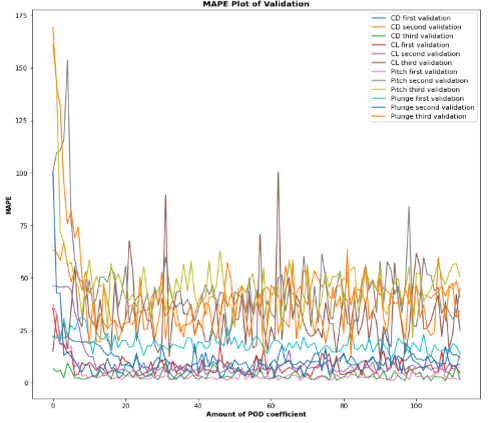 MAPE Plot of Validation
175
150
125
100
75
50
25
0
MAPE
0
20
40
60
80
100
Amount of POD coefficient
CD first validation
CD second validation
CD third validation
CL first validation
CL second validation
CL third validation
Pitch first validation
Pitch second validation
Pitch third validation
Plunge first validation
Plunge second validation
Plunge third validation